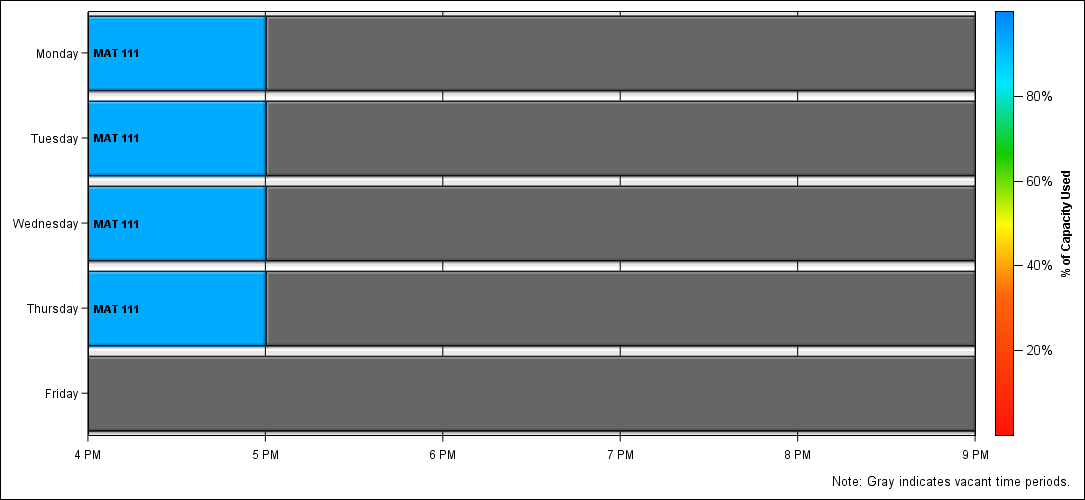 Monday
MAT 111
Tuesday
MAT 111
Wednesday
MAT 111
Thursday
MAT 111
Friday
4 PM 5 PM 6 PM 7 PM 8 PM 9 PM
80%
60%
40%
20%
% of Capacity Used
Note: Gray indicates vacant time periods.